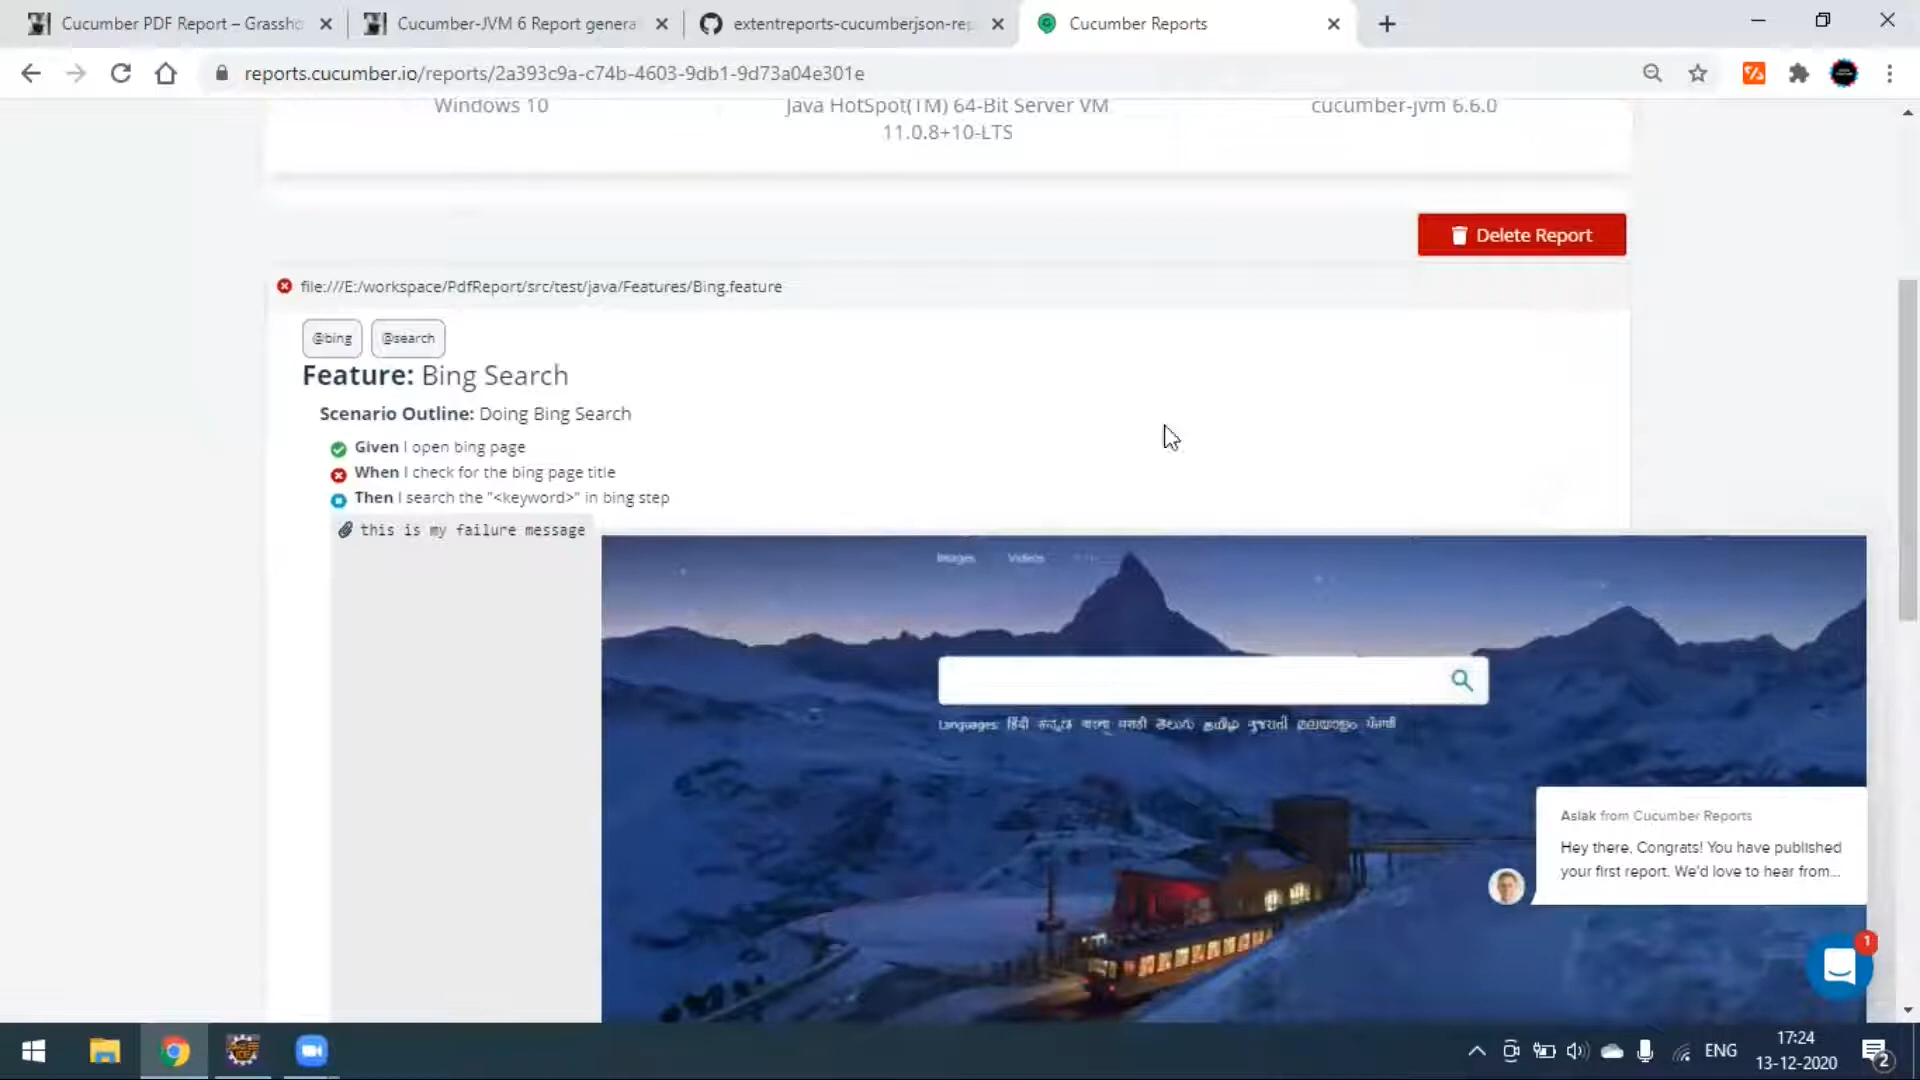 Cucumber PDF Report – Grassho
Cucumber-JVM 6 Report genera
extentreports-cucumberjson-rep
Cucumber Reports
reports.cucumber.io/reports/2a393c9a-c74b-4603-9db1-9d73a04e301e
Windows 10
Java HotSpot(TM) 64-Bit Server VM
11.0.8+10-LTS
cucumber-jvm 6.6.0
Delete Report
file:///E:/workspace/PdfReport/src/test/java/Features/Bing.feature
@bing
@search
Feature: Bing Search
Scenario Outline: Doing Bing Search
Given I open bing page
When I check for the bing page title
Then I search the "<keyword>" in bing step
this is my failure message
Images Videos
Languages: हिंदी ಕನ್ನಡ বাংলা मराठी తెలుగు தமிழ் ગુજરાતી മലയാളം ਪੰਜਾਬੀ
Aslak from Cucumber Reports
Hey there, Congrats! You have published
your first report. We'd love to hear from...
1
ENG
17:24
13-12-2020
2